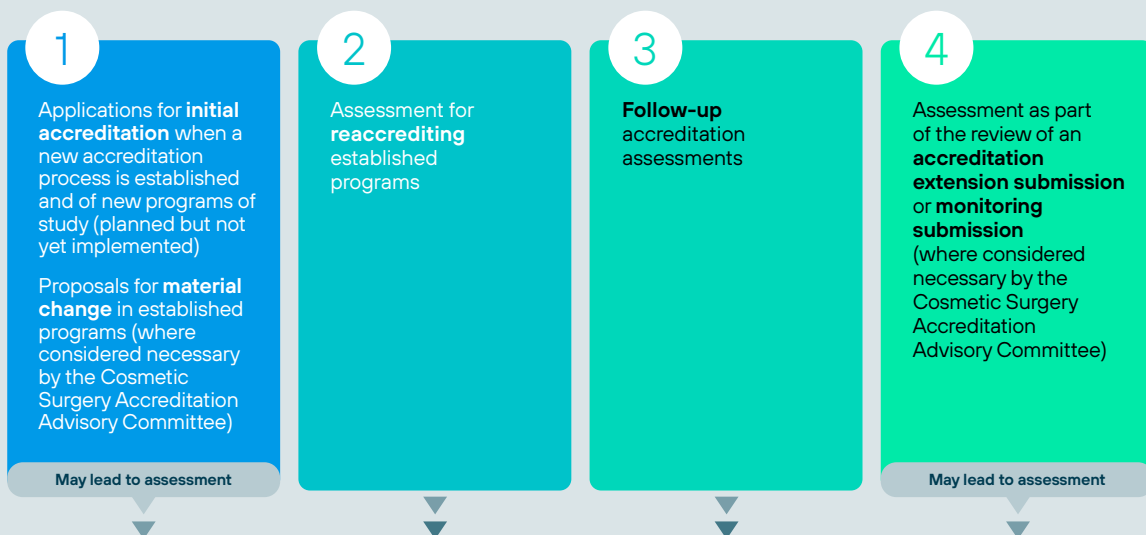 1
Applications for initial
accreditation when a
new accreditation
process is established
and of new programs of
study (planned but not
yet implemented)
Proposals for material
change in established
programs (where
considered necessary
by the Cosmetic
Surgery Accreditation
Advisory Committee)
May lead to assessment
2
Assessment for
reaccrediting
established
programs
3
Follow-up
accreditation
assessments
4
Assessment as part
of the review of an
accreditation
extension submission
or monitoring
submission
(where considered
necessary by the
Cosmetic Surgery
Accreditation
Advisory Committee)
May lead to assessment